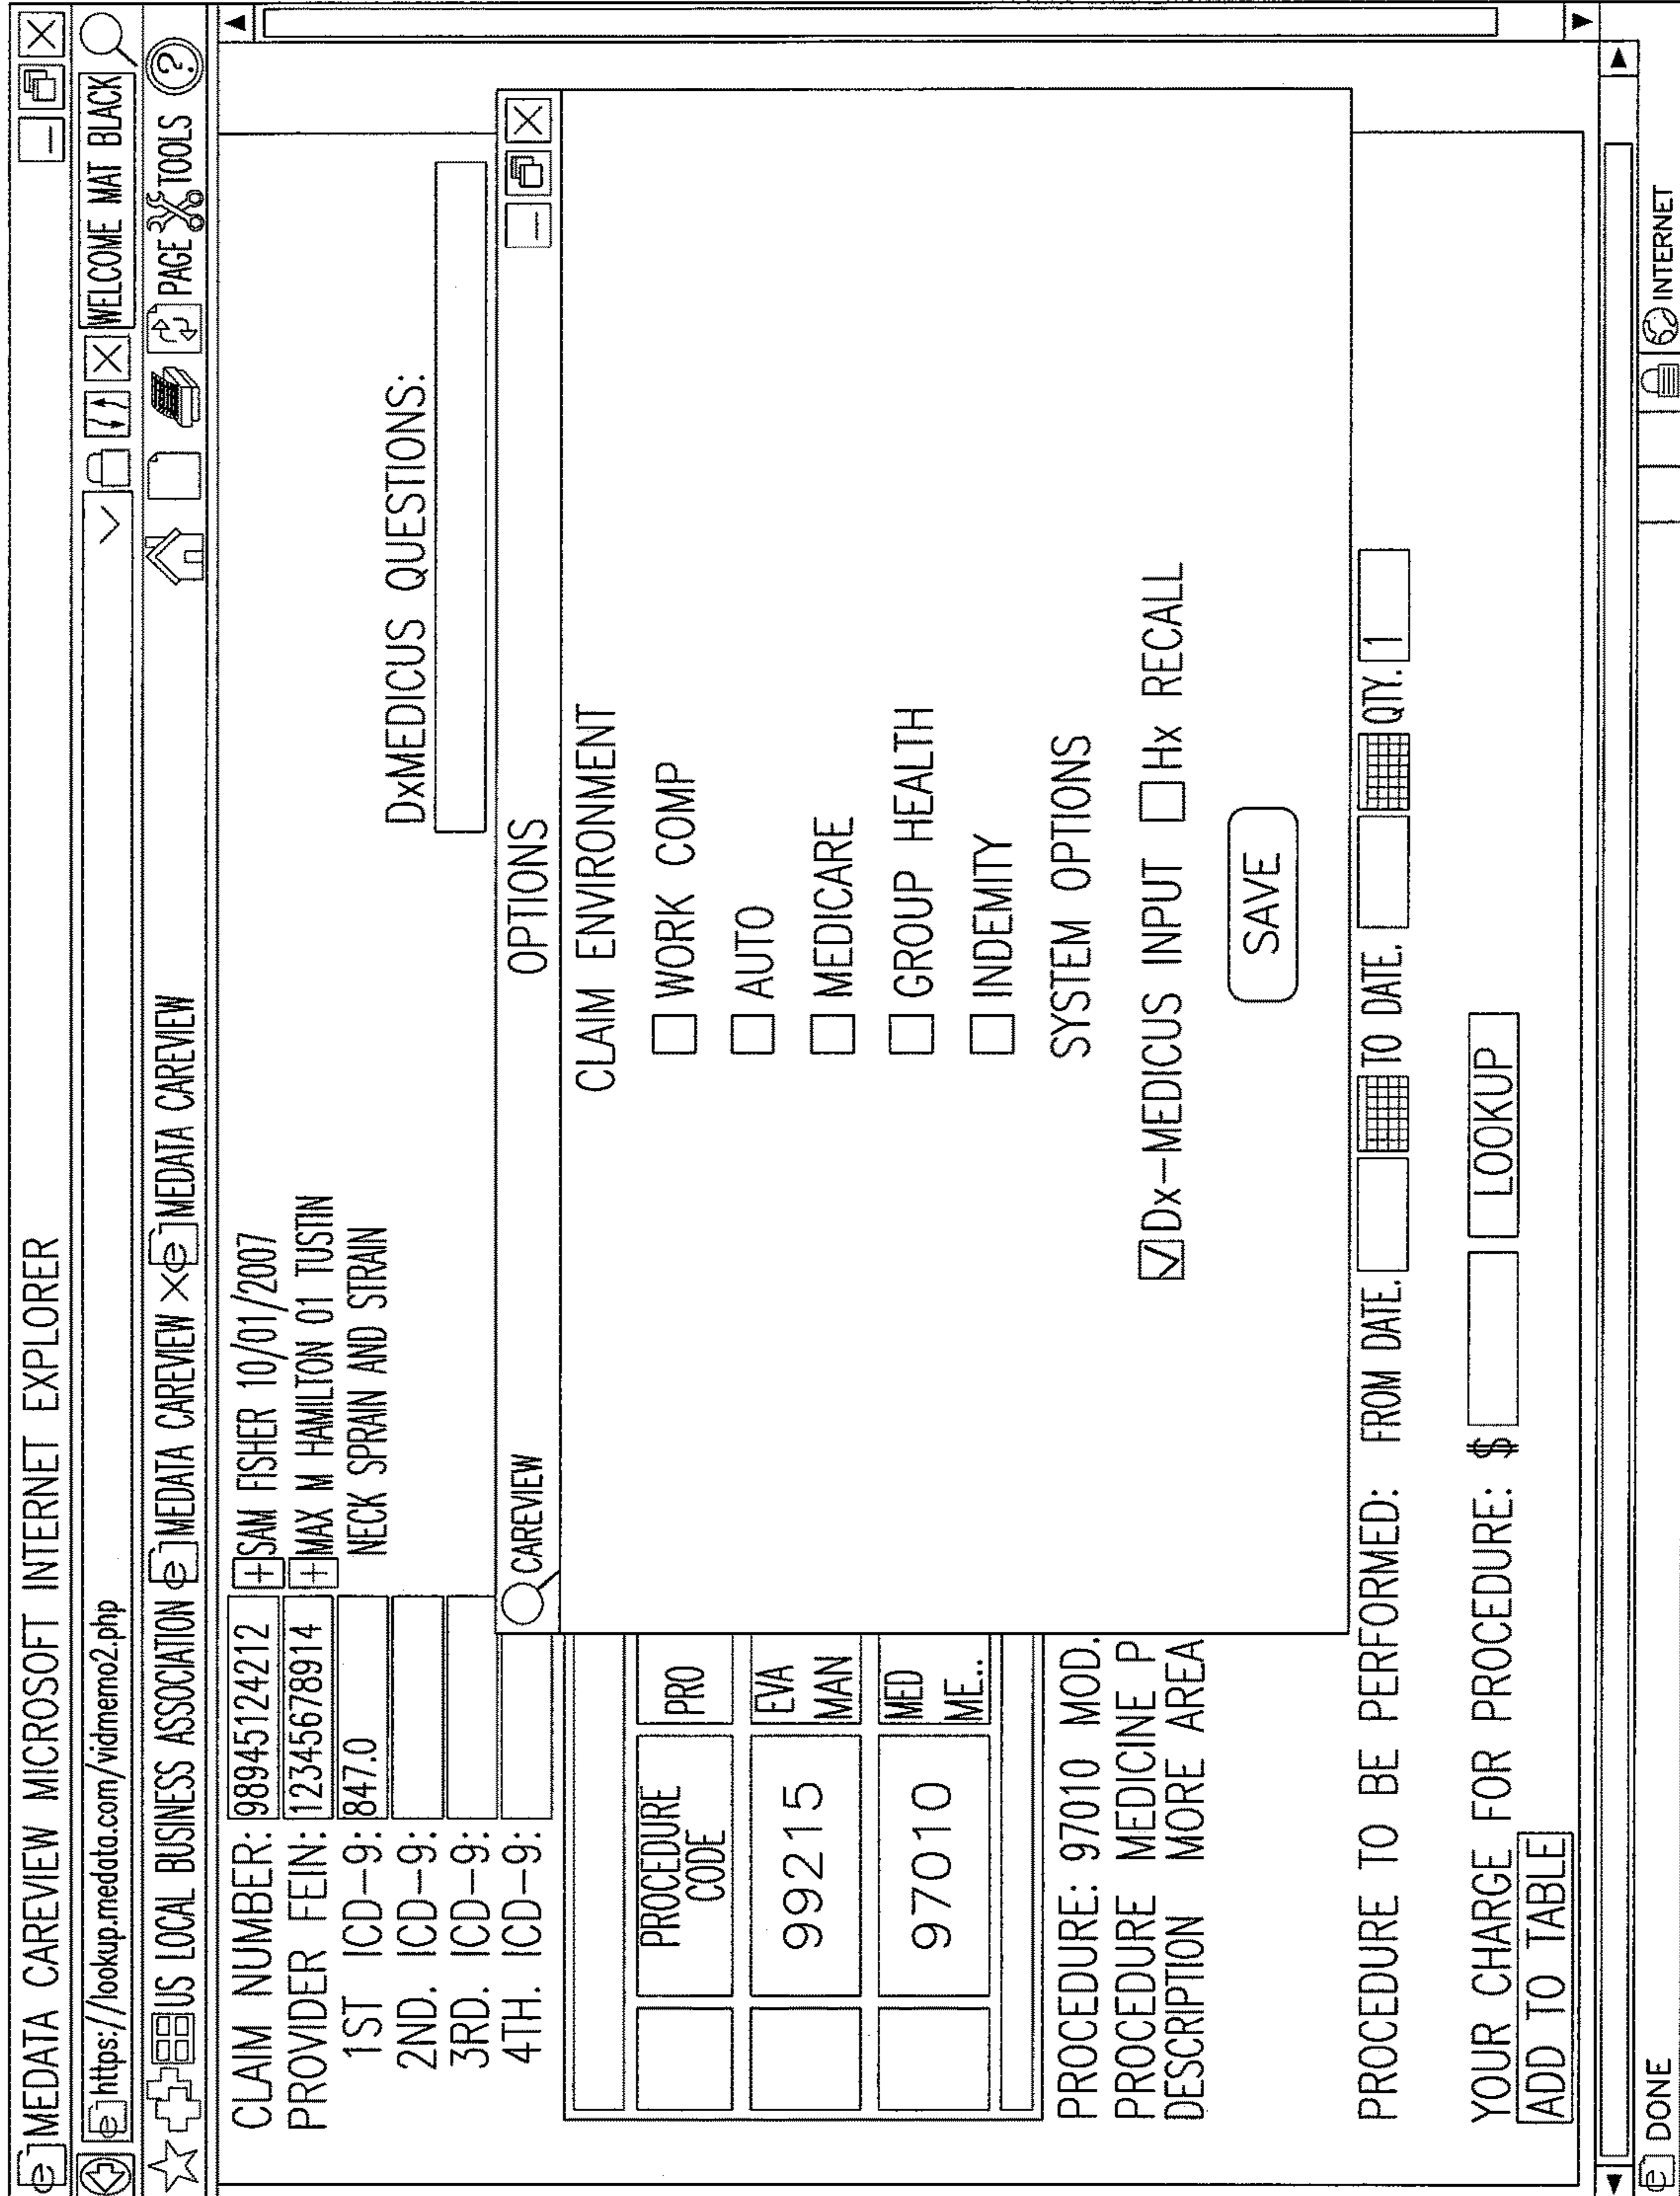 MEDATA CAREVIEW MICROSOFT INTERNET EXPLORER
https://lookup.medata.com/vidmemo2.php
WELCOME MAT BLACK
US LOCAL BUSINESS ASSOCIATION MEDATA CAREVIEW MEDATA CAREVIEW PAGE TOOLS ?
CLAIM NUMBER: 989451242​12 SAM FISHER 10/01/2007
PROVIDER FEIN: 12345678914 MAX M HAMILTON 01 TUSTIN
1ST ICD-9: 847.0 NECK SPRAIN AND STRAIN
2ND. ICD-9:
3RD. ICD-9:
4TH. ICD-9:
DxMEDICUS QUESTIONS:
CAREVIEW OPTIONS
CLAIM ENVIRONMENT
WORK COMP
AUTO
MEDICARE
GROUP HEALTH
INDEMITY
SYSTEM OPTIONS
Dx-MEDICUS INPUT Hx RECALL
SAVE
PROCEDURE CODE PRO
99215 EVA MAN
97010 MED ME..
PROCEDURE: 97010 MOD.
PROCEDURE MEDICINE P
DESCRIPTION MORE AREA
PROCEDURE TO BE PERFORMED: FROM DATE. TO DATE. QTY. 1
YOUR CHARGE FOR PROCEDURE: $ LOOKUP
ADD TO TABLE
DONE INTERNET